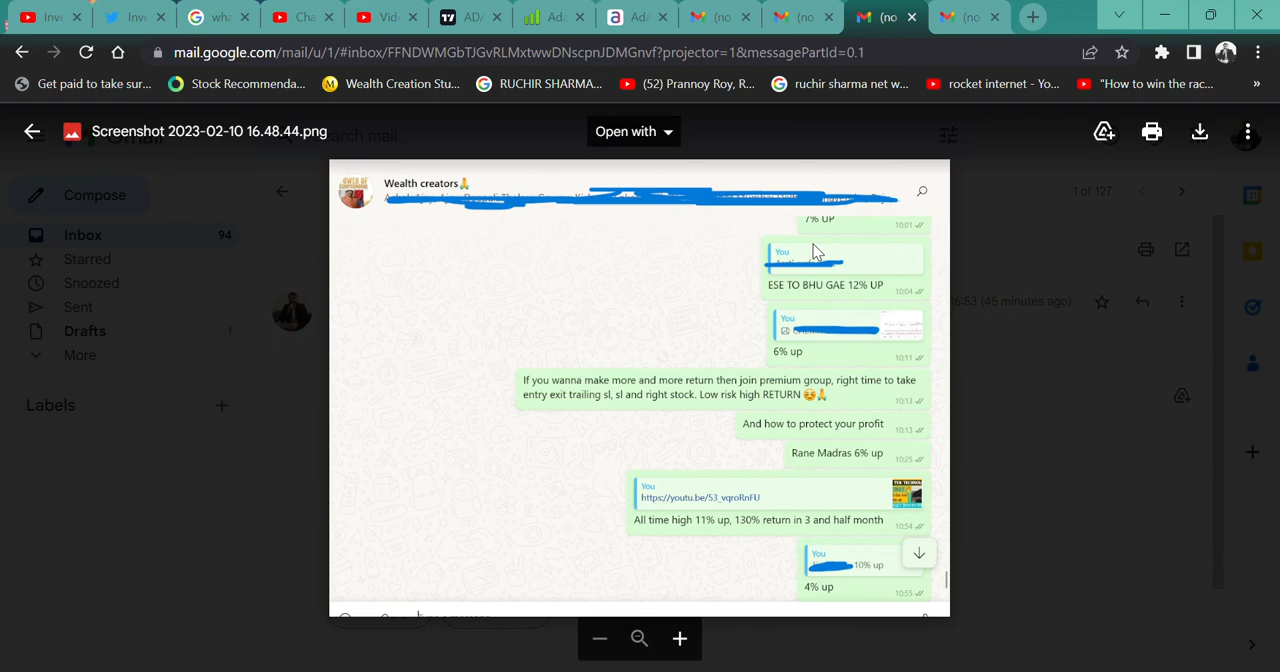 Inve
Inve
wha
Cha
Vid
ADA
Ada
Ada
(no
(no
(no
(no
mail.google.com/mail/u/1/#inbox/FFNDWMGbTJGvRLMxtwwDNscpnJDMGnvf?projector=1&messagePartId=0.1
Get paid to take sur...
Stock Recommenda...
Wealth Creation Stu...
RUCHIR SHARMA...
(52) Prannoy Roy, R...
ruchir sharma net w...
rocket internet - Yo...
"How to win the rac...
»
Screenshot 2023-02-10 16.48.44.png
Open with
Compose
1 of 127
Inbox 94
Starred
Snoozed
Sent
Drafts 1
More
Labels
16:53 (45 minutes ago)
Wealth creators🙏
7% UP
10:01
You
ESE TO BHU GAE 12% UP
10:04
You
6% up
10:11
If you wanna make more and more return then join premium group, right time to take
entry exit trailing sl, sl and right stock. Low risk high RETURN ☺️🙏
10:13
And how to protect your profit
10:13
Rane Madras 6% up
10:25
You
https://youtu.be/53_vqroRnFU
All time high 11% up, 130% return in 3 and half month
10:54
You
10% up
4% up
10:55